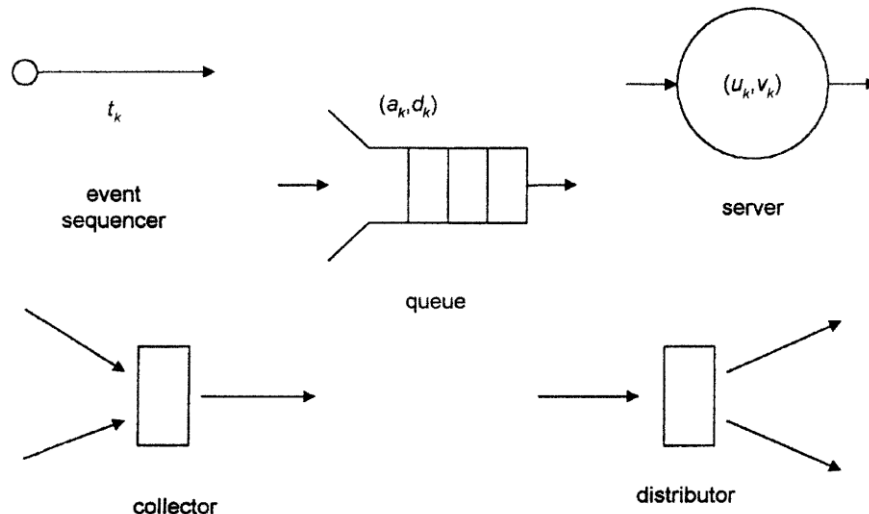 t_k
(a_k,d_k)
(u_k,v_k)
event
sequencer
queue
server
collector
distributor